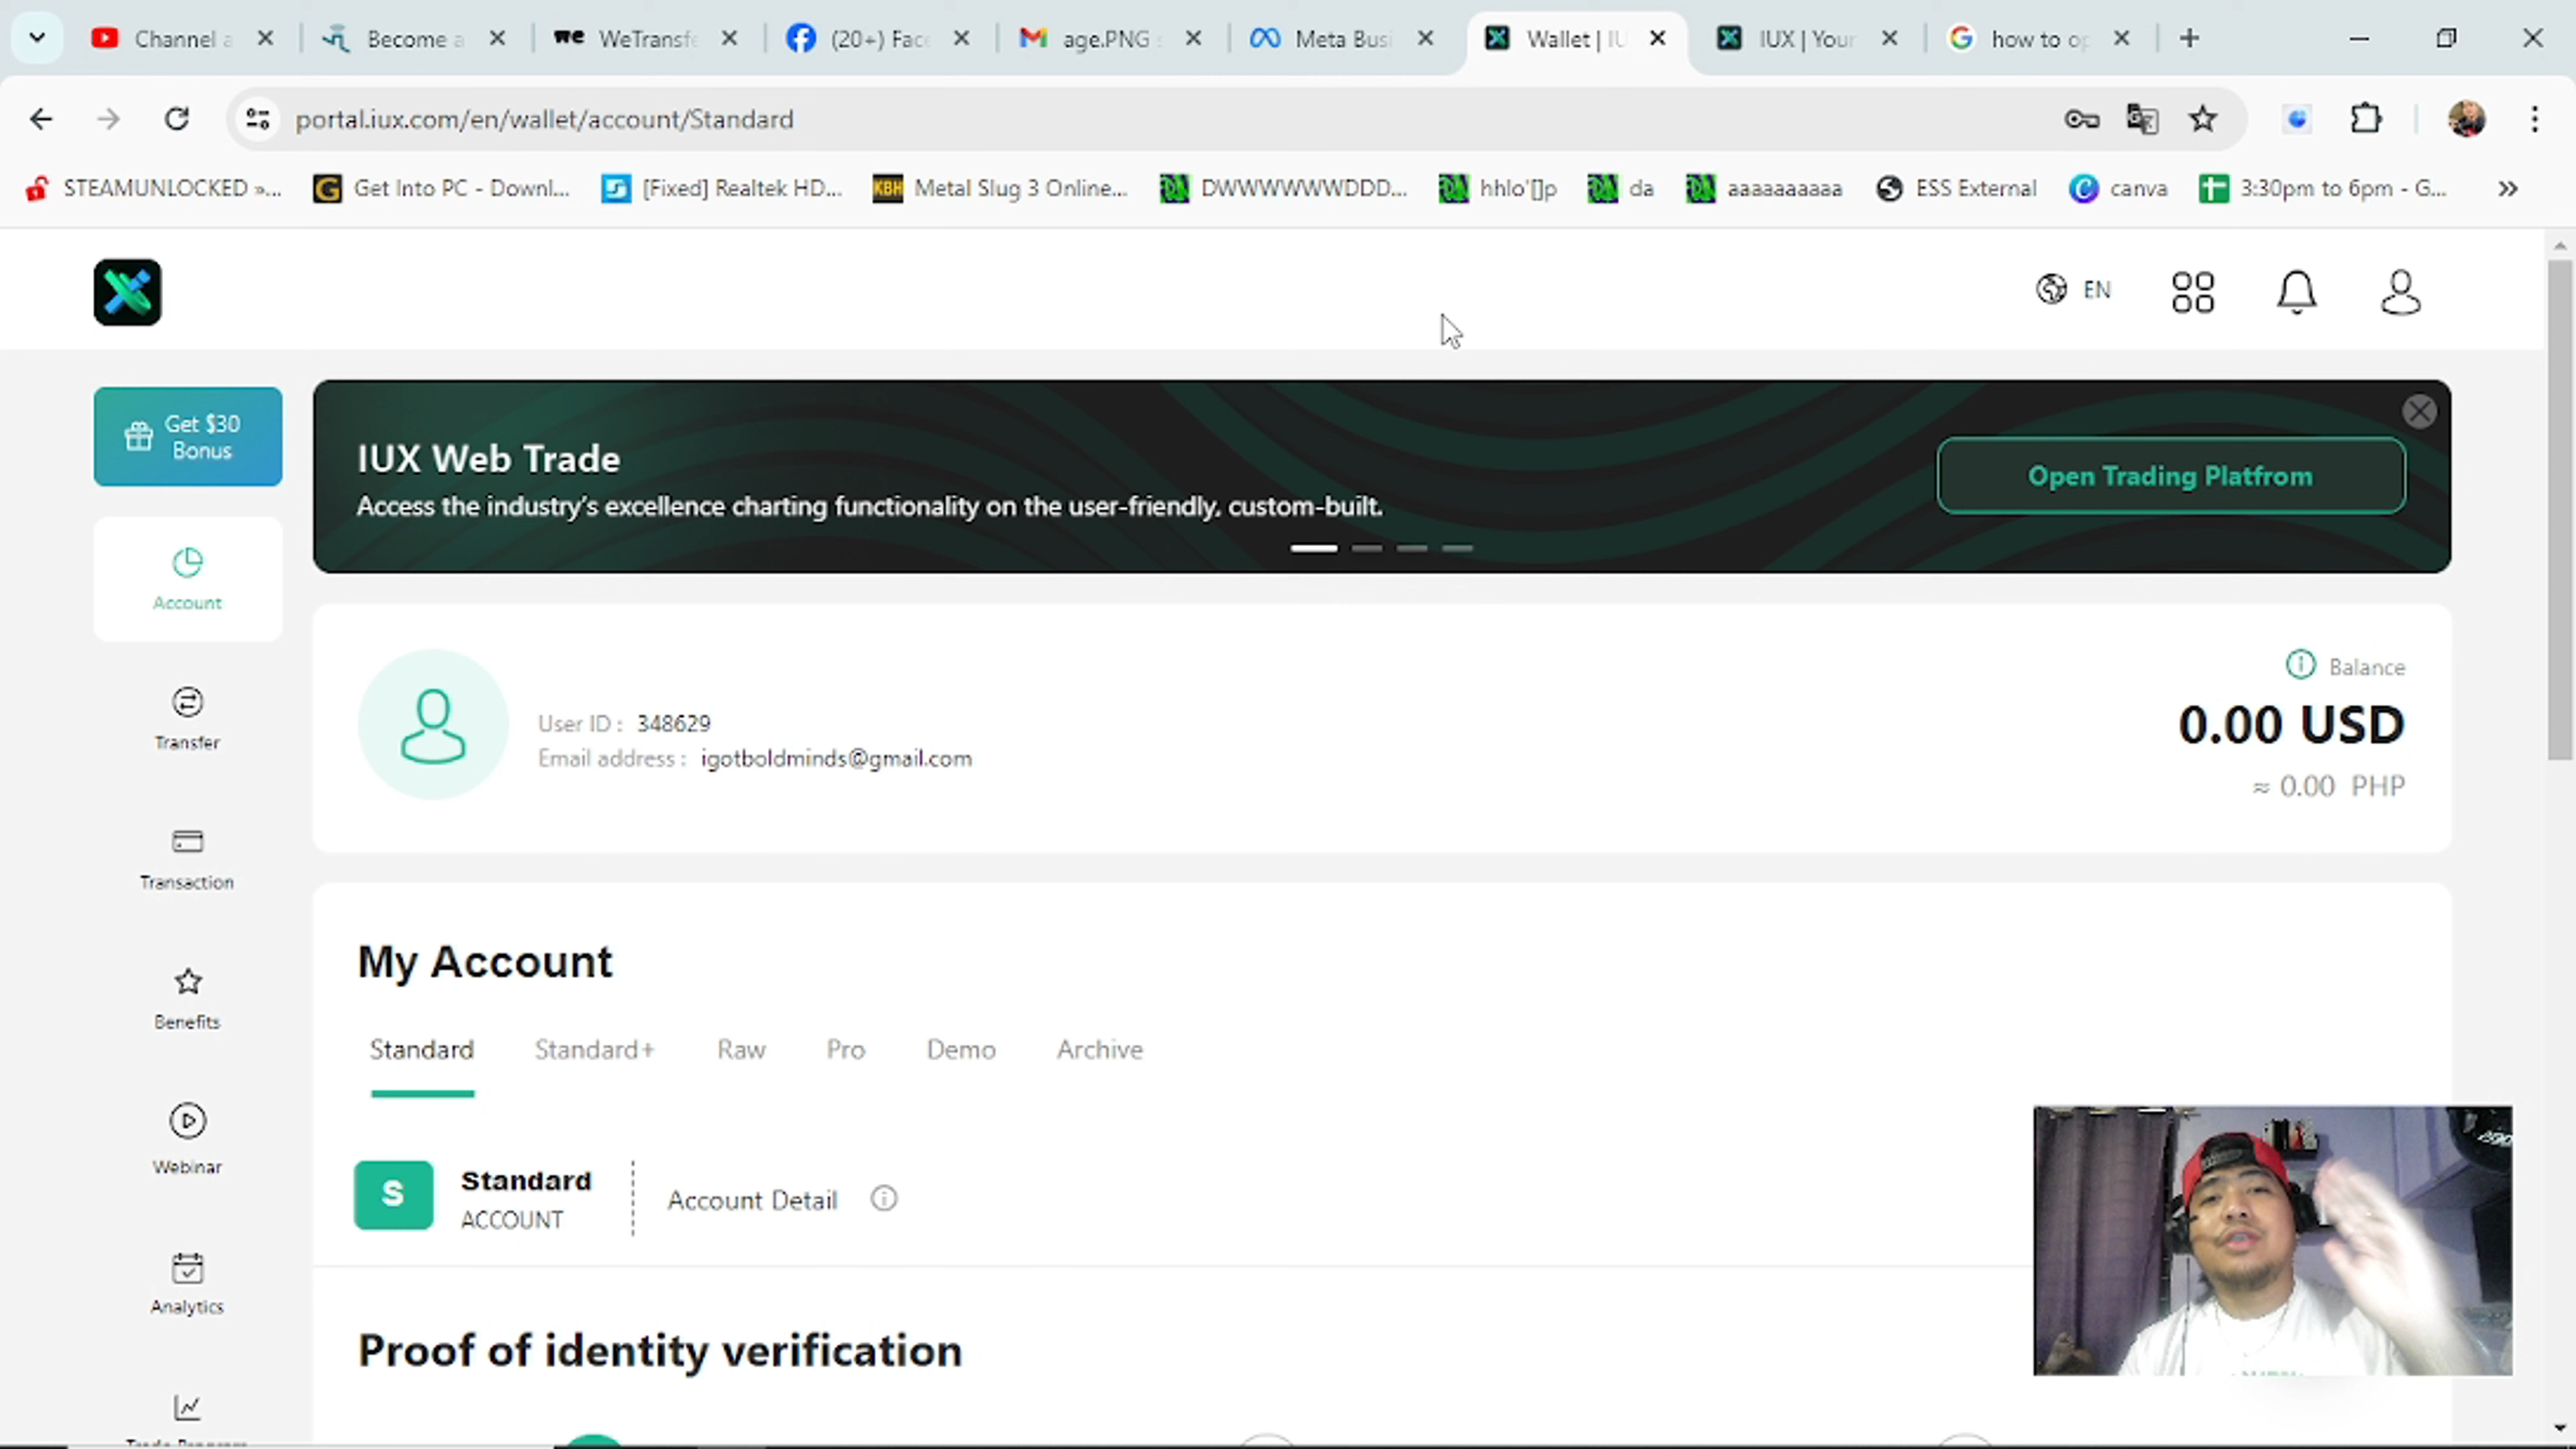 Channel a
Become a
WeTransfe
(20+) Face
age.PNG
Meta Busi
Wallet | IU
IUX | Your
how to op
portal.iux.com/en/wallet/account/Standard
STEAMUNLOCKED »...
Get Into PC - Downl...
[Fixed] Realtek HD...
Metal Slug 3 Online...
DWWWWWWDDD...
hhlo'[]p
da
aaaaaaaaaa
ESS External
canva
3:30pm to 6pm - G...
EN
Get $30
Bonus
IUX Web Trade
Access the industry's excellence charting functionality on the user-friendly, custom-built.
Open Trading Platfrom
Account
User ID : 348629
Email address : igotboldminds@gmail.com
Balance
0.00 USD
≈ 0.00 PHP
Transfer
Transaction
Benefits
Webinar
Analytics
My Account
Standard
Standard+
Raw
Pro
Demo
Archive
S
Standard
ACCOUNT
Account Detail
Proof of identity verification